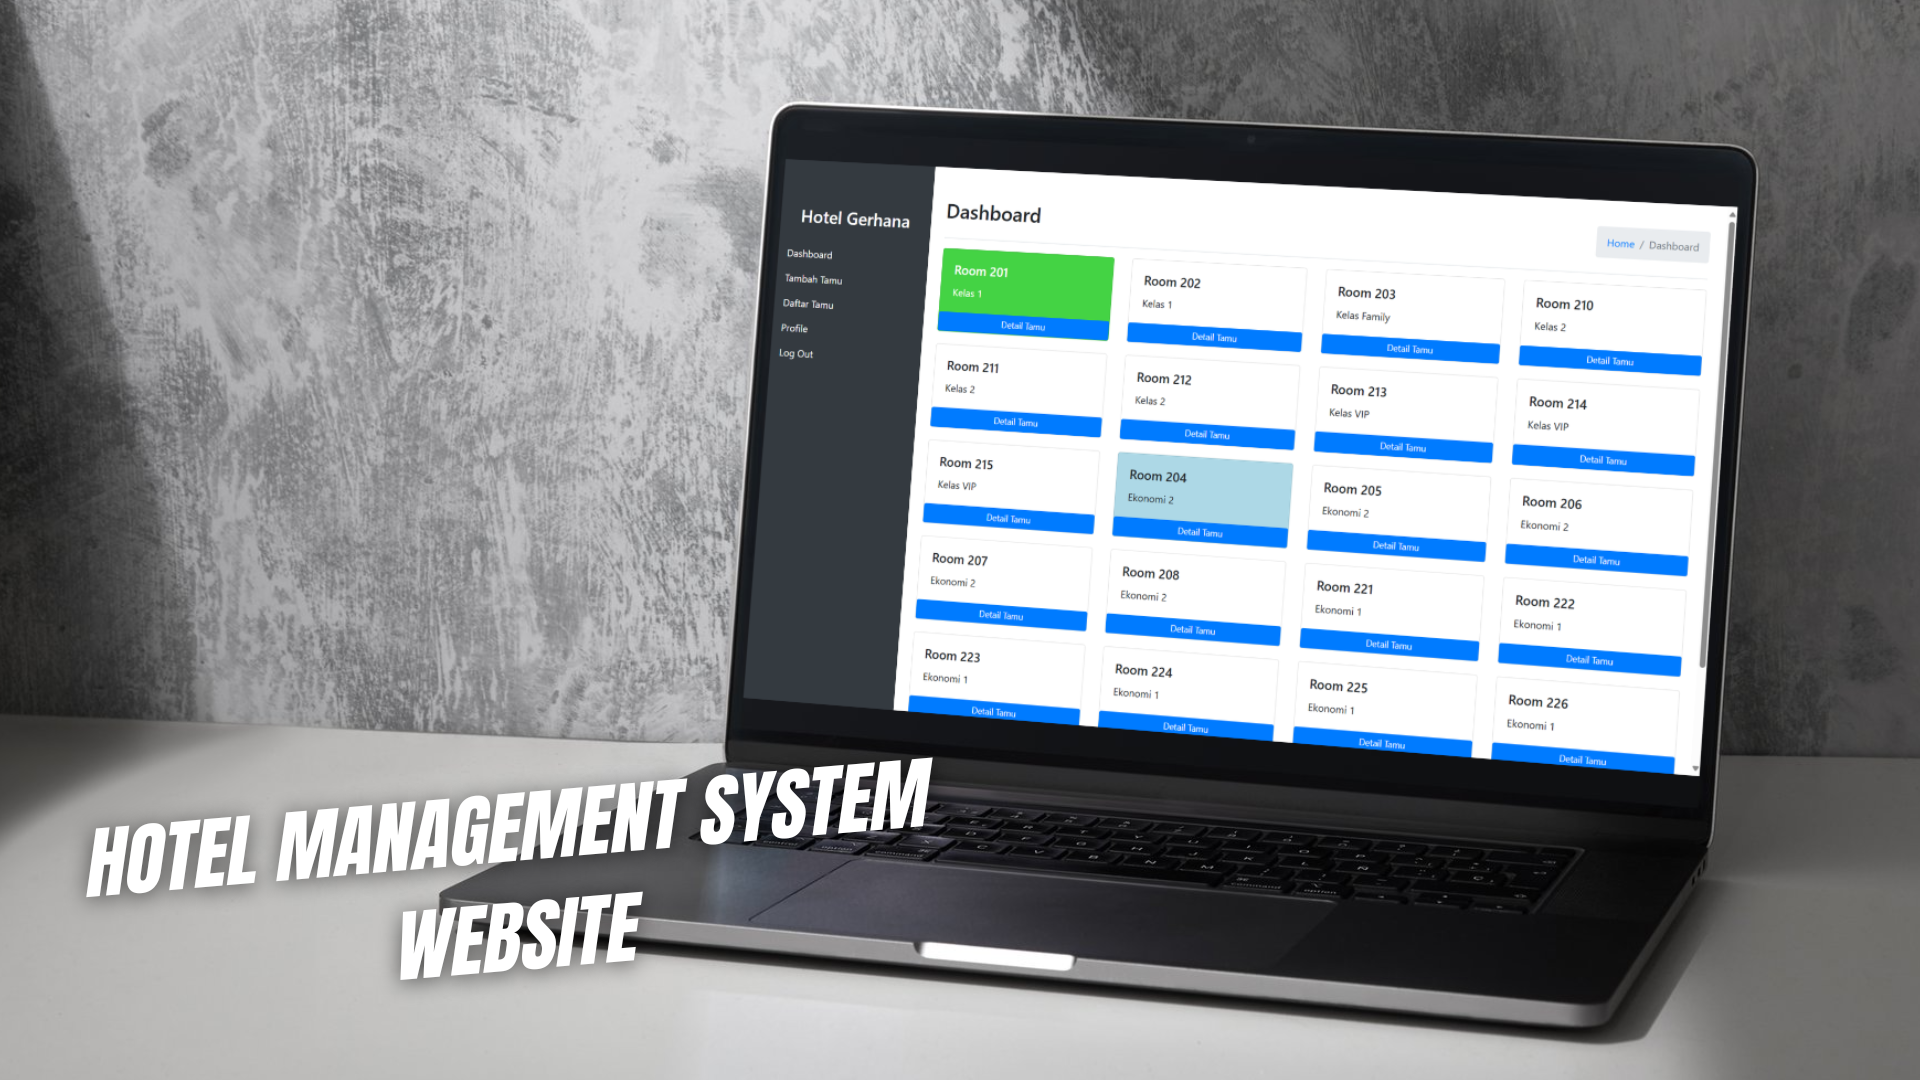 Hotel Gerhana
Dashboard
Tambah Tamu
Daftar Tamu
Profile
Log Out
Dashboard
Home / Dashboard
Room 201
Kelas 1
Detail Tamu
Room 202
Kelas 1
Detail Tamu
Room 203
Kelas Family
Detail Tamu
Room 210
Kelas 2
Detail Tamu
Room 211
Kelas 2
Detail Tamu
Room 212
Kelas 2
Detail Tamu
Room 213
Kelas VIP
Detail Tamu
Room 214
Kelas VIP
Detail Tamu
Room 215
Kelas VIP
Detail Tamu
Room 204
Ekonomi 2
Detail Tamu
Room 205
Ekonomi 2
Detail Tamu
Room 206
Ekonomi 2
Detail Tamu
Room 207
Ekonomi 2
Detail Tamu
Room 208
Ekonomi 2
Detail Tamu
Room 221
Ekonomi 1
Detail Tamu
Room 222
Ekonomi 1
Detail Tamu
Room 223
Ekonomi 1
Detail Tamu
Room 224
Ekonomi 1
Detail Tamu
Room 225
Ekonomi 1
Detail Tamu
Room 226
Ekonomi 1
Detail Tamu
HOTEL MANAGEMENT SYSTEM
WEBSITE